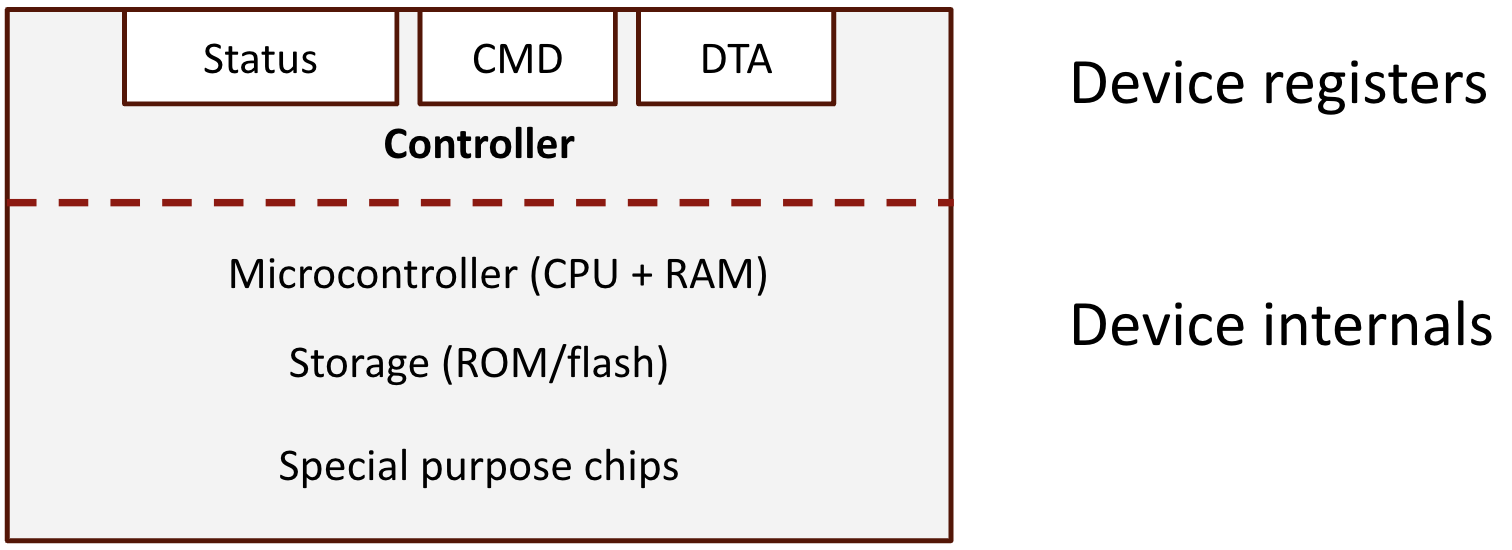 Status CMD DTA Device registers
Controller
Microcontroller (CPU + RAM)
Device internals
Storage (ROM/flash)
Special purpose chips